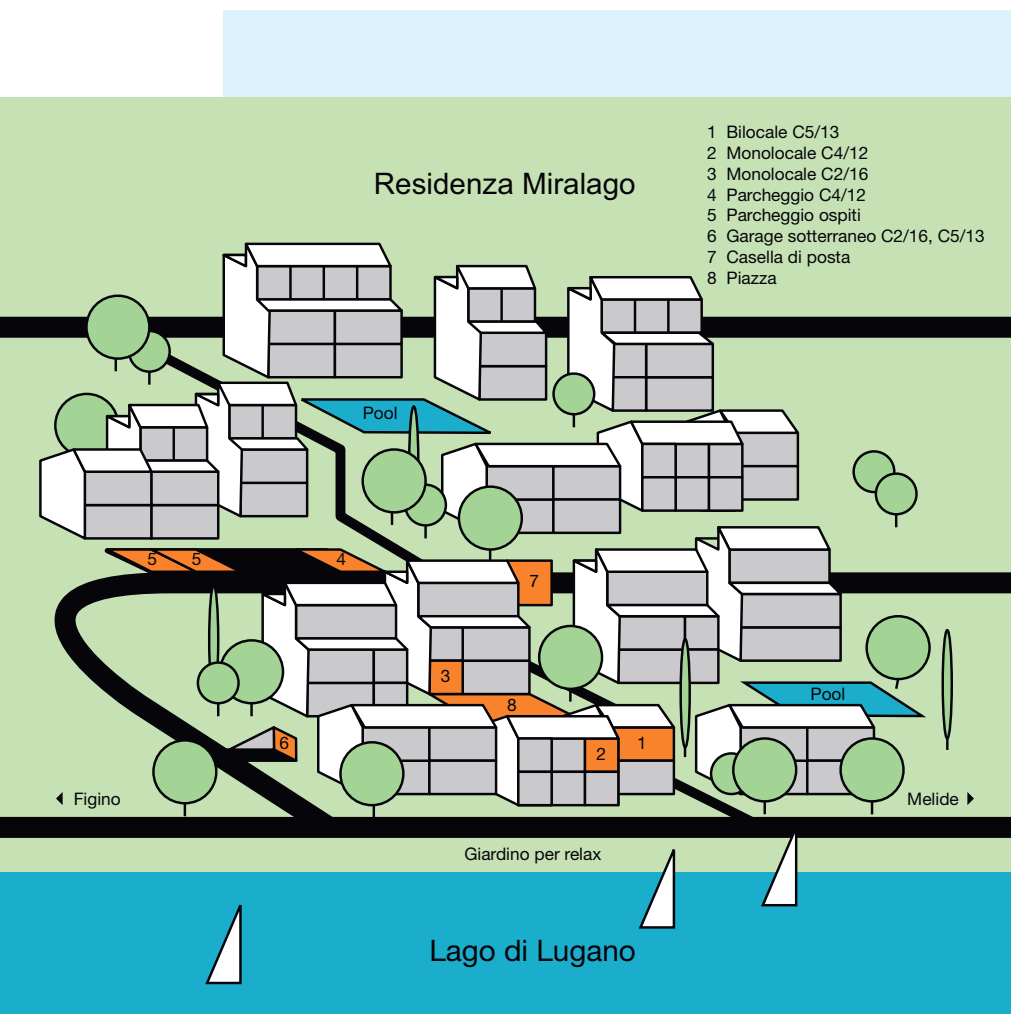 Residenza Miralago
1 Bilocale C5/13
2 Monolocale C4/12
3 Monolocale C2/16
4 Parcheggio C4/12
5 Parcheggio ospiti
6 Garage sotterraneo C2/16, C5/13
7 Casella di posta
8 Piazza
Pool
5 5 4
7
3
8
Pool
6
1
2
Figino
Melide
Giardino per relax
Lago di Lugano